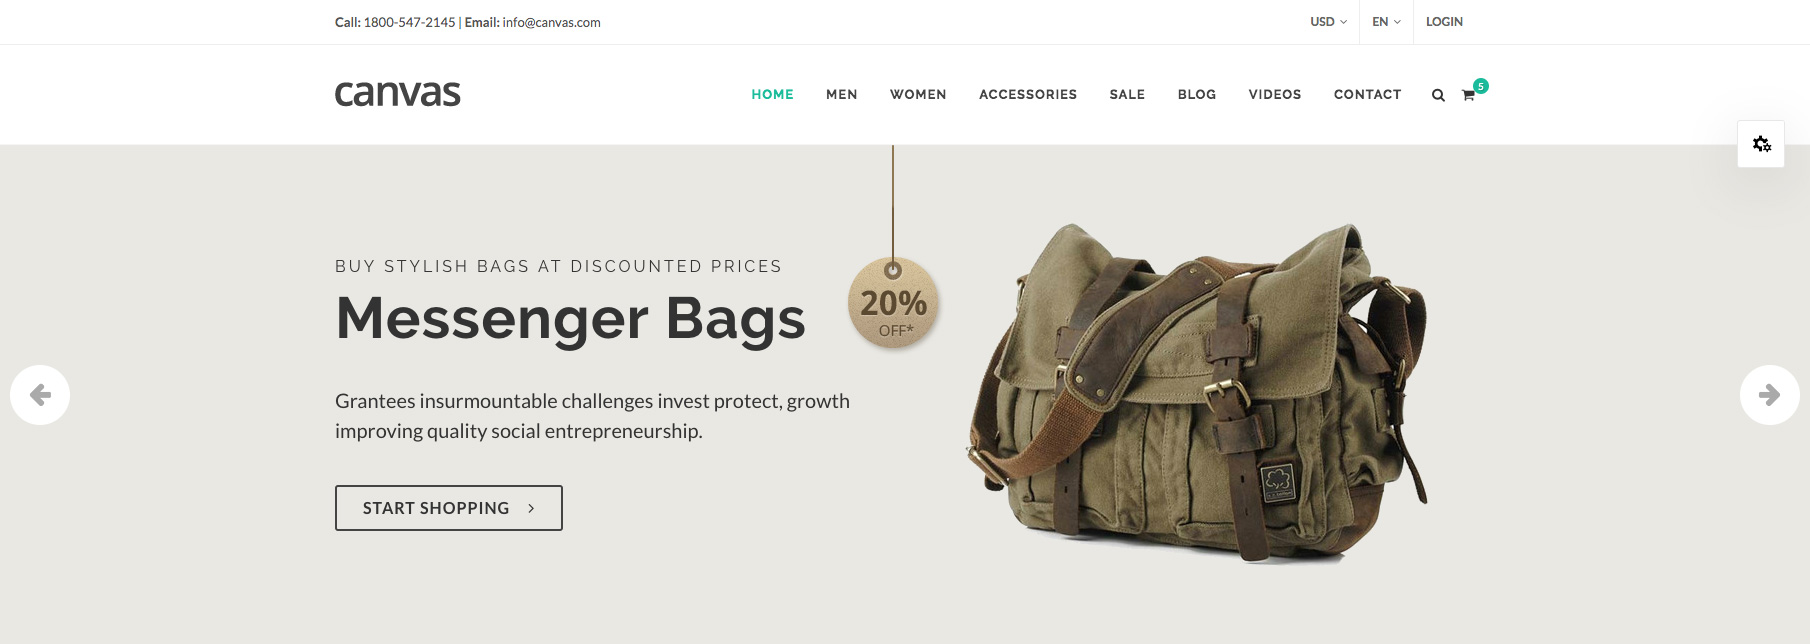 Call: 1800-547-2145 | Email: info@canvas.com
USD EN LOGIN
canvas
HOME MEN WOMEN ACCESSORIES SALE BLOG VIDEOS CONTACT 5
BUY STYLISH BAGS AT DISCOUNTED PRICES
Messenger Bags
20%
OFF*
Grantees insurmountable challenges invest protect, growth
improving quality social entrepreneurship.
START SHOPPING